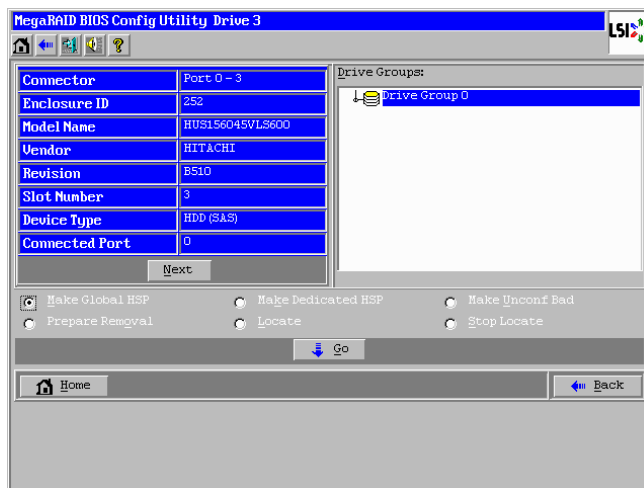 MegaRAID BIOS Config Utility Drive 3
LSI
Connector Port 0 - 3
Enclosure ID 252
Model Name HUS156045VLS600
Vendor HITACHI
Revision B510
Slot Number 3
Device Type HDD (SAS)
Connected Port 0
Next
Drive Groups:
Drive Group 0
Make Global HSP Make Dedicated HSP Make Unconf Bad
Prepare Removal Locate Stop Locate
Go
Home Back